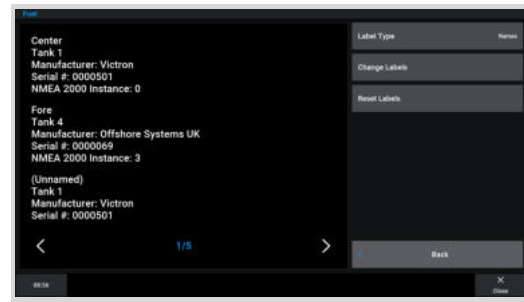 Fuel
Center
Tank 1
Manufacturer: Victron
Serial #: 0000501
NMEA 2000 Instance: 0
Fore
Tank 4
Manufacturer: Offshore Systems UK
Serial #: 0000069
NMEA 2000 Instance: 3
(Unnamed)
Tank 1
Manufacturer: Victron
Serial #: 0000501
1/5
Label Type Names
Change Labels
Reset Labels
Back
Close